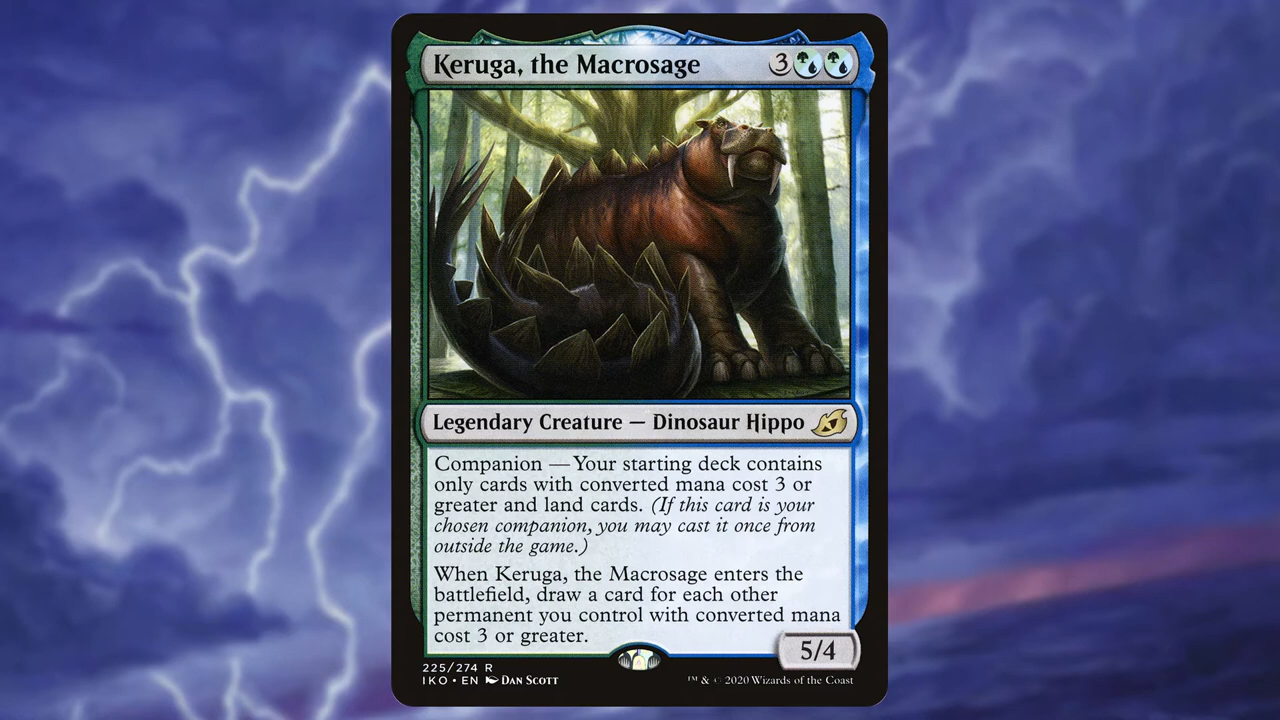 Keruga, the Macrosage 3
Legendary Creature — Dinosaur Hippo
Companion — Your starting deck contains
only cards with converted mana cost 3 or
greater and land cards. (If this card is your
chosen companion, you may cast it once from
outside the game.)
When Keruga, the Macrosage enters the
battlefield, draw a card for each other
permanent you control with converted mana
cost 3 or greater.
5/4
225/274 R
IKO • EN Dan Scott
™ & © 2020 Wizards of the Coast